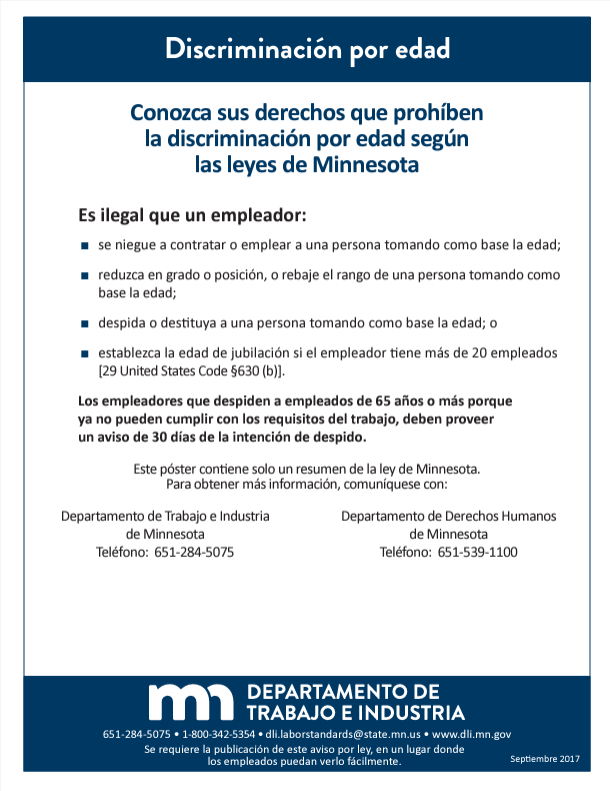 Discriminación por edad
Conozca sus derechos que prohíben
la discriminación por edad según
las leyes de Minnesota
Es ilegal que un empleador:
■ se niegue a contratar o emplear a una persona tomando como base la edad;
■ reduzca en grado o posición, o rebaje el rango de una persona tomando como
base la edad;
■ despida o destituya a una persona tomando como base la edad; o
■ establezca la edad de jubilación si el empleador tiene más de 20 empleados
[29 United States Code §630 (b)].
Los empleadores que despiden a empleados de 65 años o más porque
ya no pueden cumplir con los requisitos del trabajo, deben proveer
un aviso de 30 días de la intención de despido.
Este póster contiene solo un resumen de la ley de Minnesota.
Para obtener más información, comuníquese con:
Departamento de Trabajo e Industria
de Minnesota
Teléfono: 651-284-5075
Departamento de Derechos Humanos
de Minnesota
Teléfono: 651-539-1100
mn DEPARTAMENTO DE
TRABAJO E INDUSTRIA
651-284-5075 • 1-800-342-5354 • dli.laborstandards@state.mn.us • www.dli.mn.gov
Se requiere la publicación de este aviso por ley, en un lugar donde
los empleados puedan verlo fácilmente.
Septiembre 2017